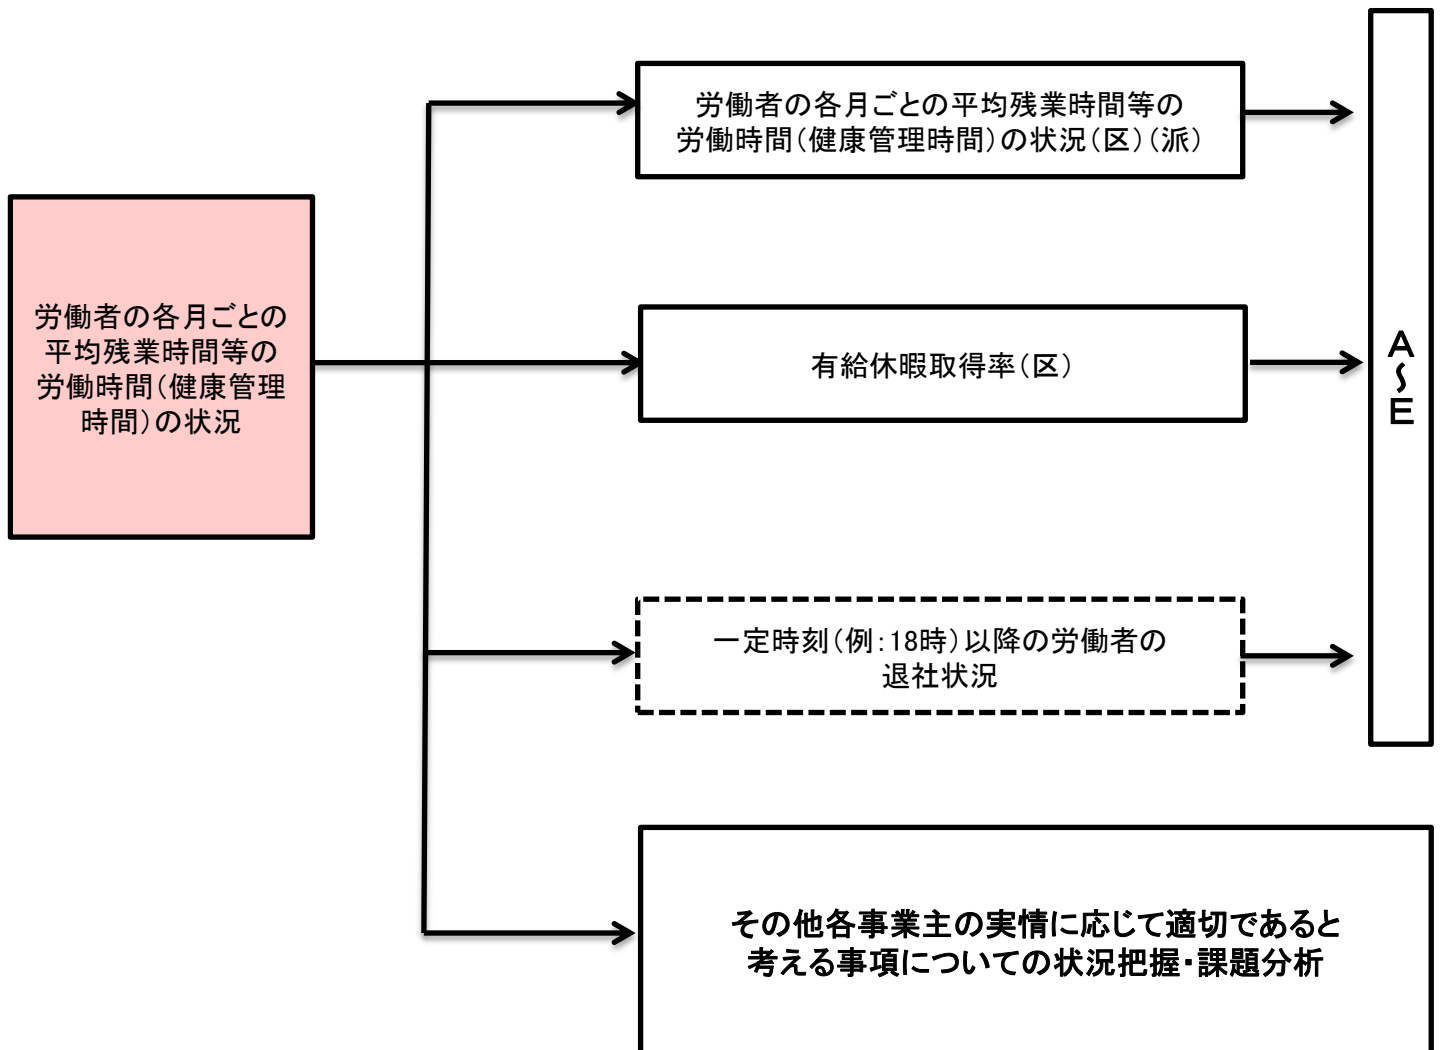 労働者の各月ごとの
平均残業時間等の
労働時間(健康管理
時間)の状況
労働者の各月ごとの平均残業時間等の
労働時間(健康管理時間)の状況(区)(派)
有給休暇取得率(区)
一定時刻(例:18時)以降の労働者の
退社状況
その他各事業主の実情に応じて適切であると
考える事項についての状況把握・課題分析
A~E